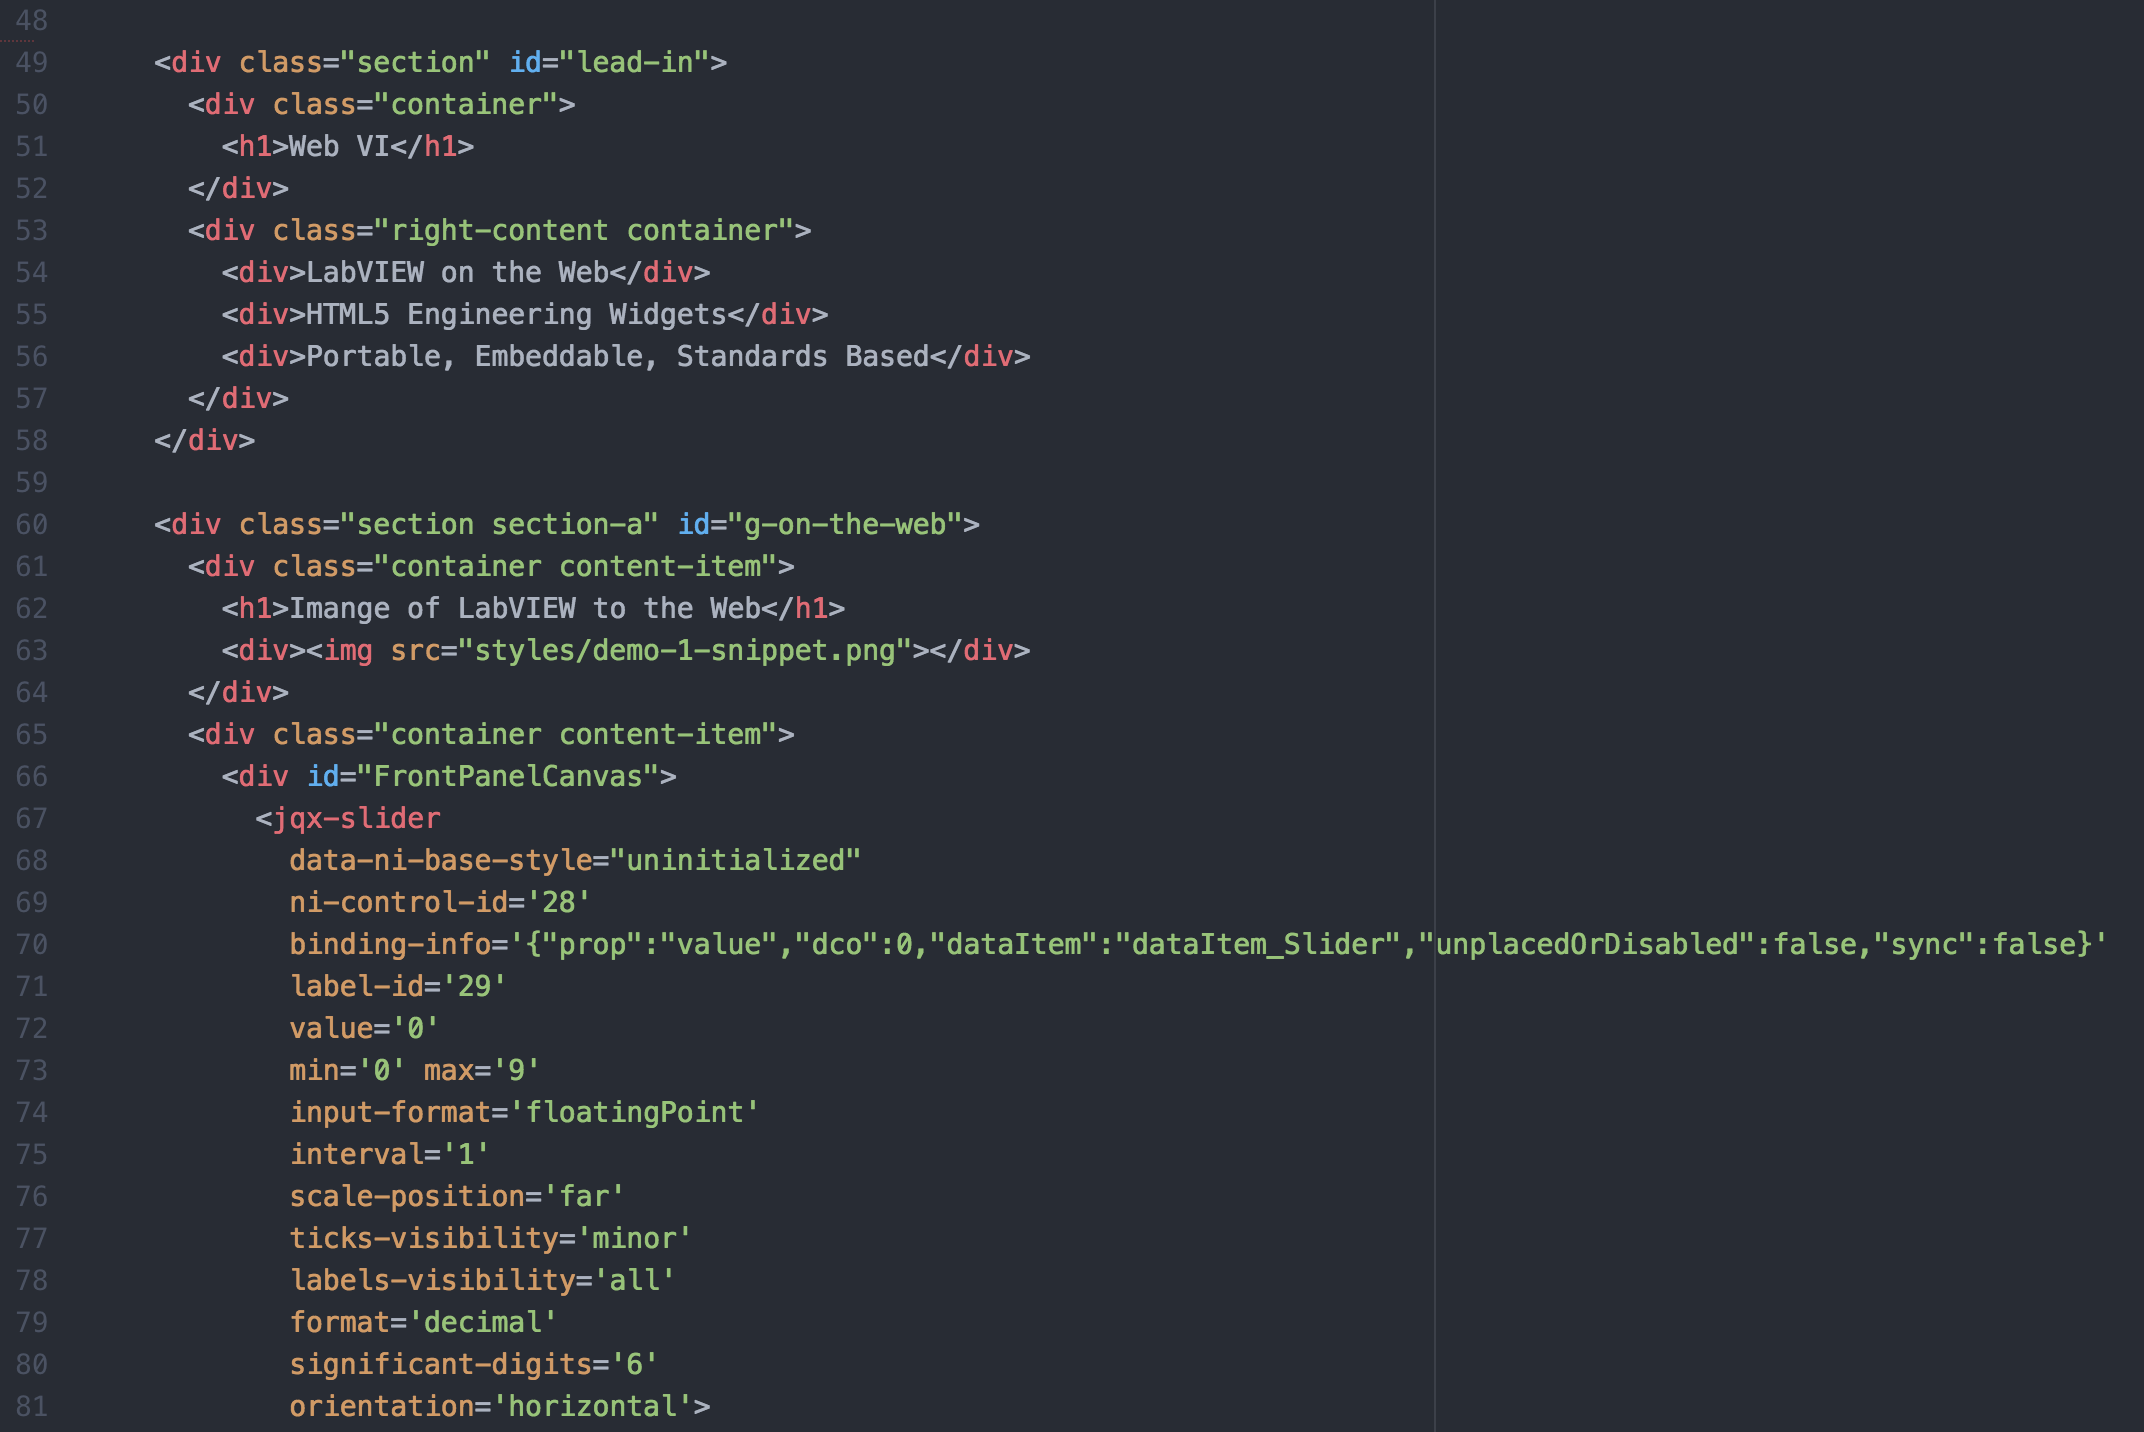 48
49 <div class="section" id="lead-in">
50 <div class="container">
51 <h1>Web VI</h1>
52 </div>
53 <div class="right-content container">
54 <div>LabVIEW on the Web</div>
55 <div>HTML5 Engineering Widgets</div>
56 <div>Portable, Embeddable, Standards Based</div>
57 </div>
58 </div>
59
60 <div class="section section-a" id="g-on-the-web">
61 <div class="container content-item">
62 <h1>Imange of LabVIEW to the Web</h1>
63 <div><img src="styles/demo-1-snippet.png"></div>
64 </div>
65 <div class="container content-item">
66 <div id="FrontPanelCanvas">
67 <jqx-slider
68 data-ni-base-style="uninitialized"
69 ni-control-id='28'
70 binding-info='{"prop":"value","dco":0,"dataItem":"dataItem_Slider","unplacedOrDisabled":false,"sync":false}'
71 label-id='29'
72 value='0'
73 min='0' max='9'
74 input-format='floatingPoint'
75 interval='1'
76 scale-position='far'
77 ticks-visibility='minor'
78 labels-visibility='all'
79 format='decimal'
80 significant-digits='6'
81 orientation='horizontal'>